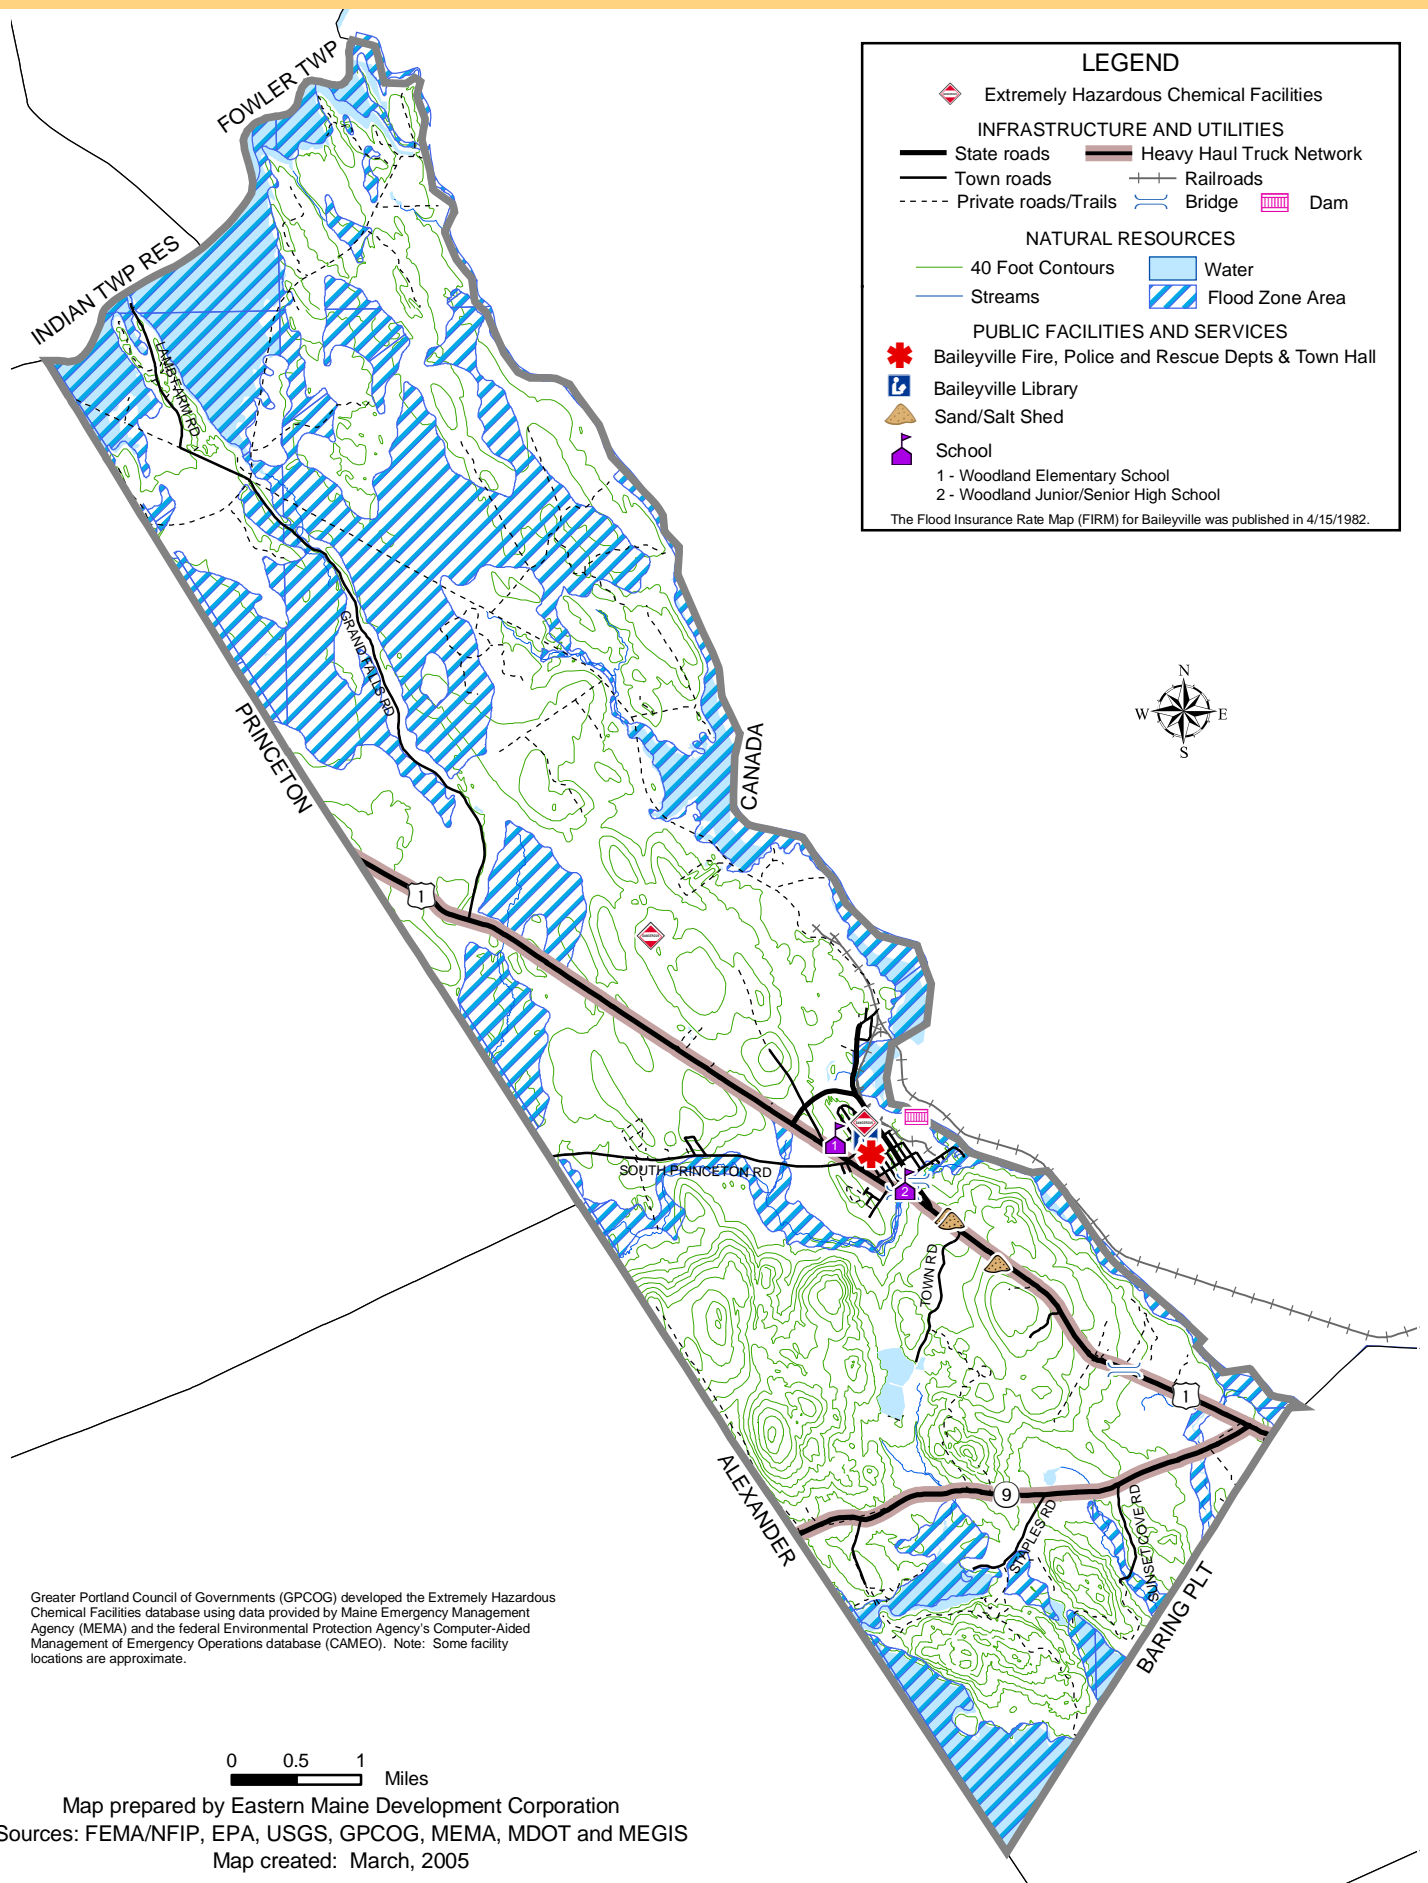 FOWLER TWP
INDIAN TWP RES
LEGEND
Extremely Hazardous Chemical Facilities
INFRASTRUCTURE AND UTILITIES
State roads Heavy Haul Truck Network
Town roads Railroads
Private roads/Trails Bridge Dam
NATURAL RESOURCES
40 Foot Contours Water
Streams Flood Zone Area
PUBLIC FACILITIES AND SERVICES
Baileyville Fire, Police and Rescue Depts & Town Hall
Baileyville Library
Sand/Salt Shed
School
1 - Woodland Elementary School
2 - Woodland Junior/Senior High School
The Flood Insurance Rate Map (FIRM) for Baileyville was published in 4/15/1982.
LAMB FARM RD
GRAND FALLS RD
N
W E
S
PRINCETON
CANADA
1
DANGEROUS
DANGEROUS
1
SOUTH PRINCETON RD
2
TOWN RD
1
ALEXANDER
9
STAPLES RD
SUNSET COVE RD
BARING PLT
Greater Portland Council of Governments (GPCOG) developed the Extremely Hazardous
Chemical Facilities database using data provided by Maine Emergency Management
Agency (MEMA) and the federal Environmental Protection Agency's Computer-Aided
Management of Emergency Operations database (CAMEO). Note: Some facility
locations are approximate.
0 0.5 1
Miles
Map prepared by Eastern Maine Development Corporation
Sources: FEMA/NFIP, EPA, USGS, GPCOG, MEMA, MDOT and MEGIS
Map created: March, 2005